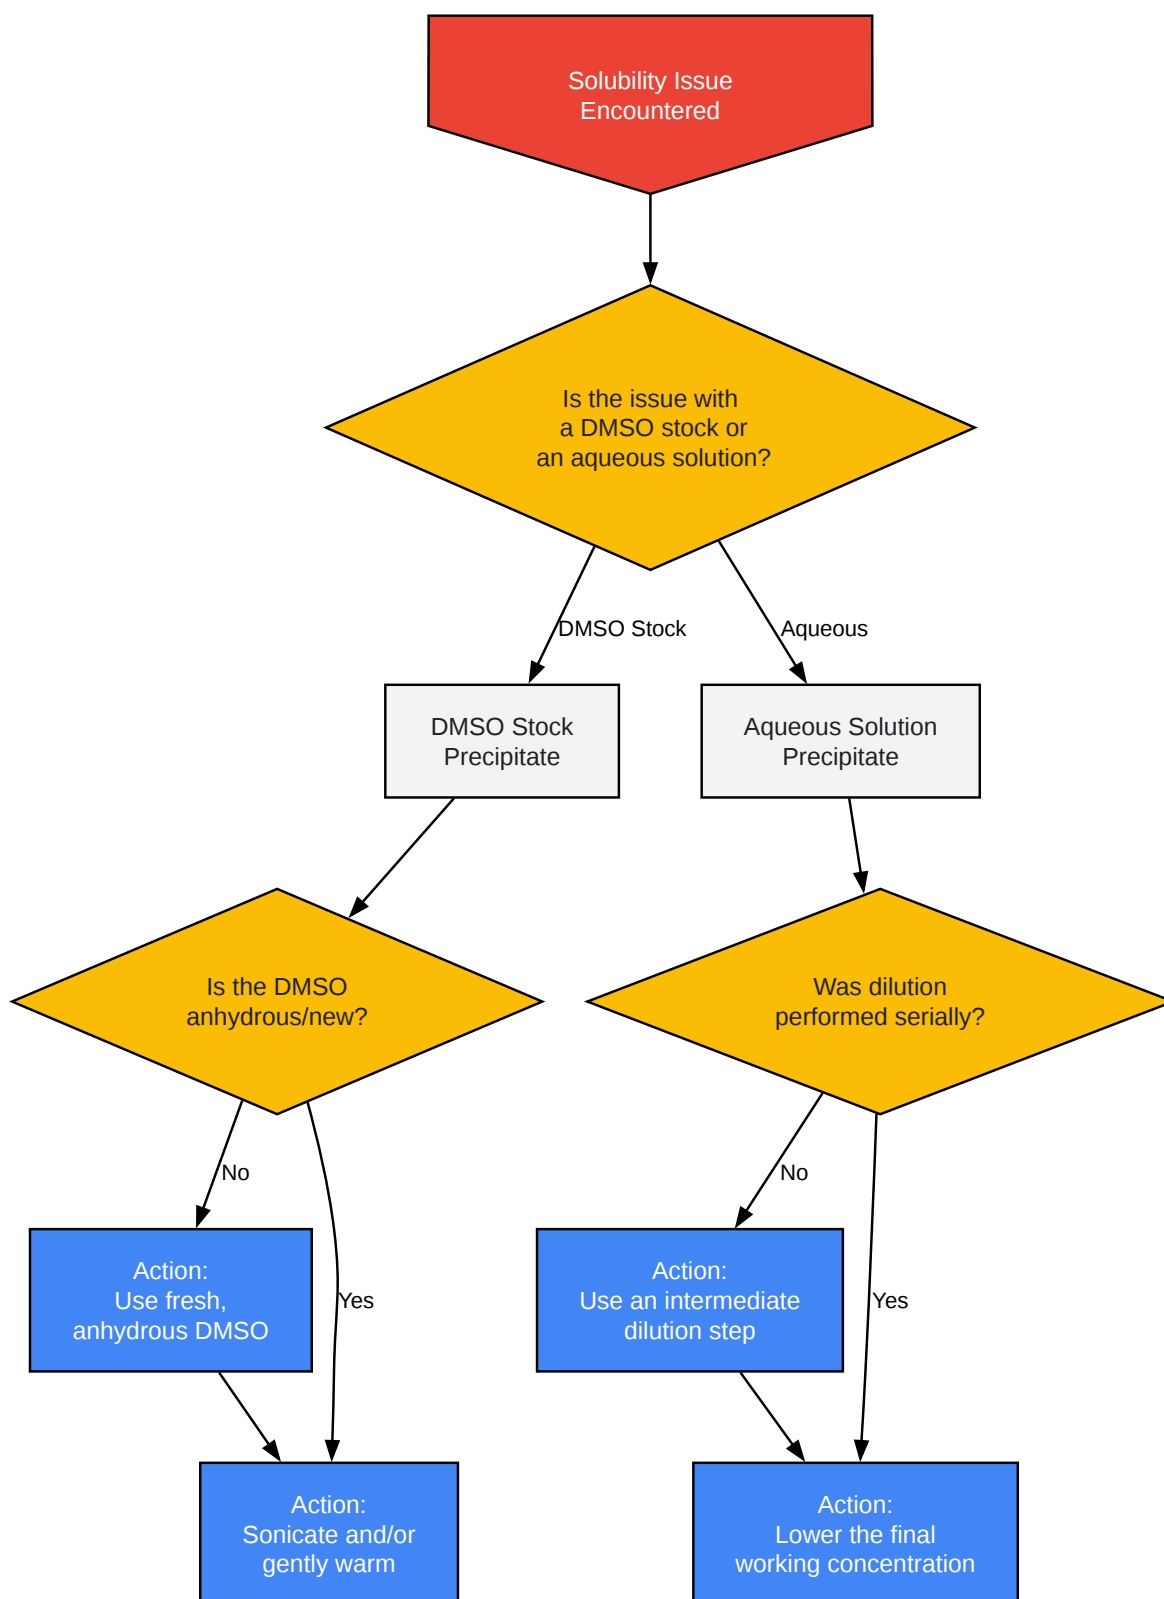 Solubility Issue
Encountered
Is the issue with
a DMSO stock or
an aqueous solution?
DMSO Stock
Aqueous
DMSO Stock
Precipitate
Aqueous Solution
Precipitate
Is the DMSO
anhydrous/new?
Was dilution
performed serially?
No
No
Action:
Use fresh,
anhydrous DMSO
Yes
Action:
Use an intermediate
dilution step
Yes
Action:
Sonicate and/or
gently warm
Action:
Lower the final
working concentration